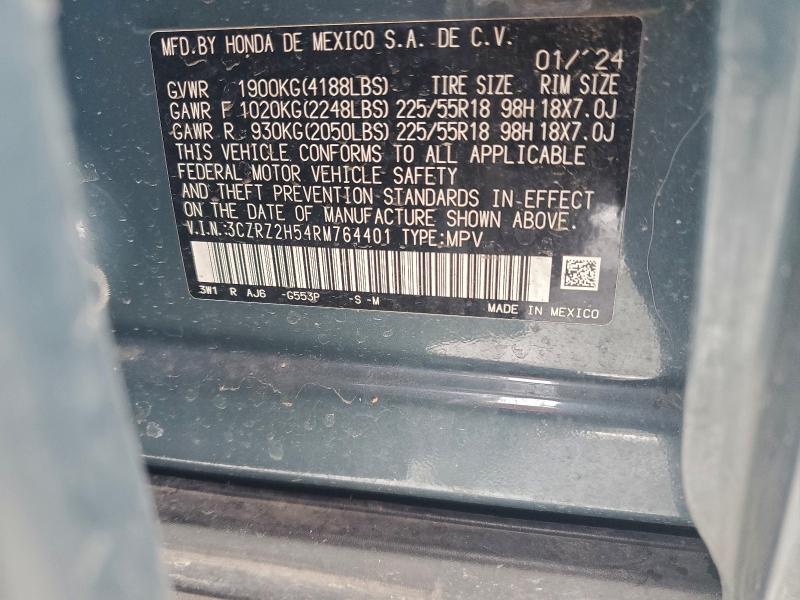 MFD.BY HONDA DE MEXICO S.A. DE C.V. 01/'24
GVWR 1900KG(4188LBS) TIRE SIZE RIM SIZE
GAWR F 1020KG(2248LBS) 225/55R18 98H 18X7.0J
GAWR R 930KG(2050LBS) 225/55R18 98H 18X7.0J
THIS VEHICLE CONFORMS TO ALL APPLICABLE
FEDERAL MOTOR VEHICLE SAFETY
AND THEFT PREVENTION STANDARDS IN EFFECT
ON THE DATE OF MANUFACTURE SHOWN ABOVE.
V.I.N.:3CZRZ2H54RM764401 TYPE:MPV
3W1 R AJ6 -G553P -S -M
MADE IN MEXICO